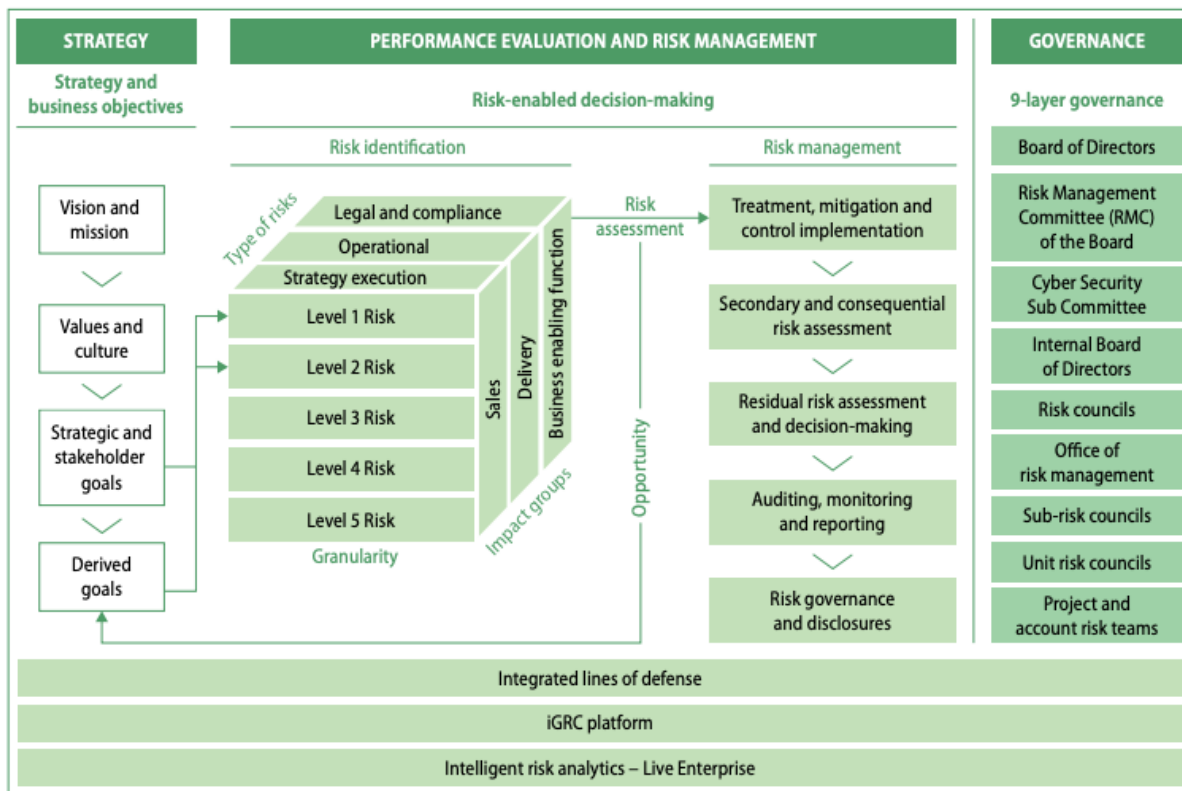 STRATEGY
Strategy and
business objectives
Vision and
mission
Values and
culture
Strategic and
stakeholder
goals
Derived
goals
PERFORMANCE EVALUATION AND RISK MANAGEMENT
Risk-enabled decision-making
Risk identification
Type of risks
Legal and compliance
Operational
Strategy execution
Level 1 Risk
Level 2 Risk
Level 3 Risk
Level 4 Risk
Level 5 Risk
Granularity
Sales
Delivery
Business enabling function
Impact groups
Risk
assessment
Opportunity
Risk management
Treatment, mitigation and
control implementation
Secondary and consequential
risk assessment
Residual risk assessment
and decision-making
Auditing, monitoring
and reporting
Risk governance
and disclosures
GOVERNANCE
9-layer governance
Board of Directors
Risk Management
Committee (RMC)
of the Board
Cyber Security
Sub Committee
Internal Board
of Directors
Risk councils
Office of
risk management
Sub-risk councils
Unit risk councils
Project and
account risk teams
Integrated lines of defense
iGRC platform
Intelligent risk analytics – Live Enterprise